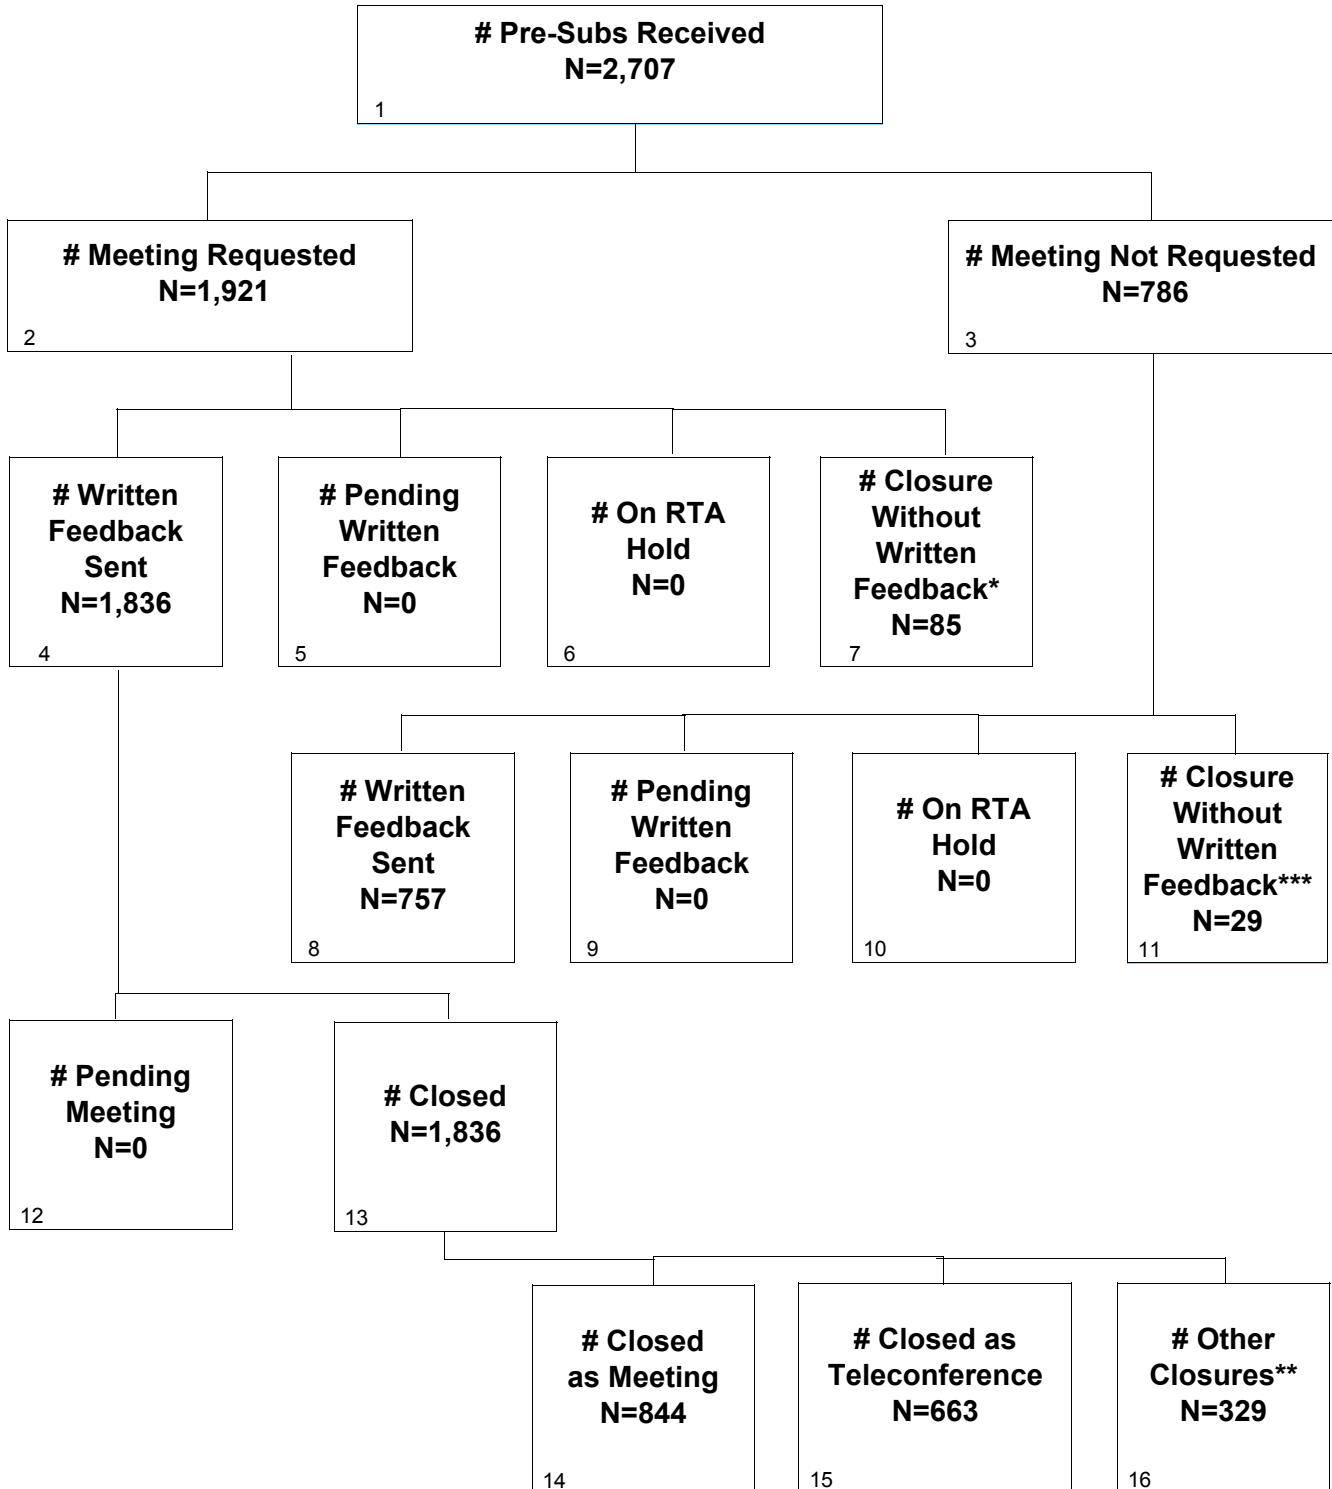 # Pre-Subs Received
N=2,707
1
# Meeting Requested
N=1,921
2
# Meeting Not Requested
N=786
3
# Written
Feedback
Sent
N=1,836
4
# Pending
Written
Feedback
N=0
5
# On RTA
Hold
N=0
6
# Closure
Without
Written
Feedback*
N=85
7
# Written
Feedback
Sent
N=757
8
# Pending
Written
Feedback
N=0
9
# On RTA
Hold
N=0
10
# Closure
Without
Written
Feedback***
N=29
11
# Pending
Meeting
N=0
12
# Closed
N=1,836
13
# Closed
as Meeting
N=844
14
# Closed as
Teleconference
N=663
15
# Other
Closures**
N=329
16